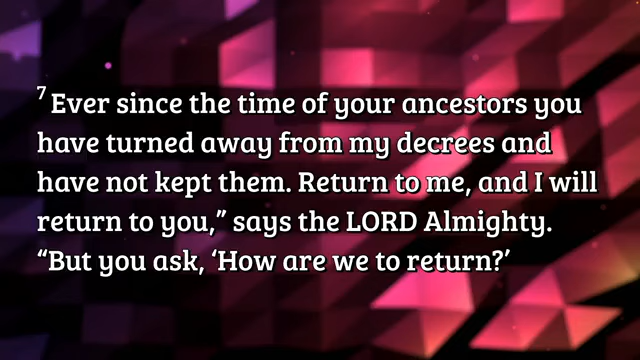 ⁷ Ever since the time of your ancestors you
have turned away from my decrees and
have not kept them. Return to me, and I will
return to you,” says the LORD Almighty.
“But you ask, ‘How are we to return?’